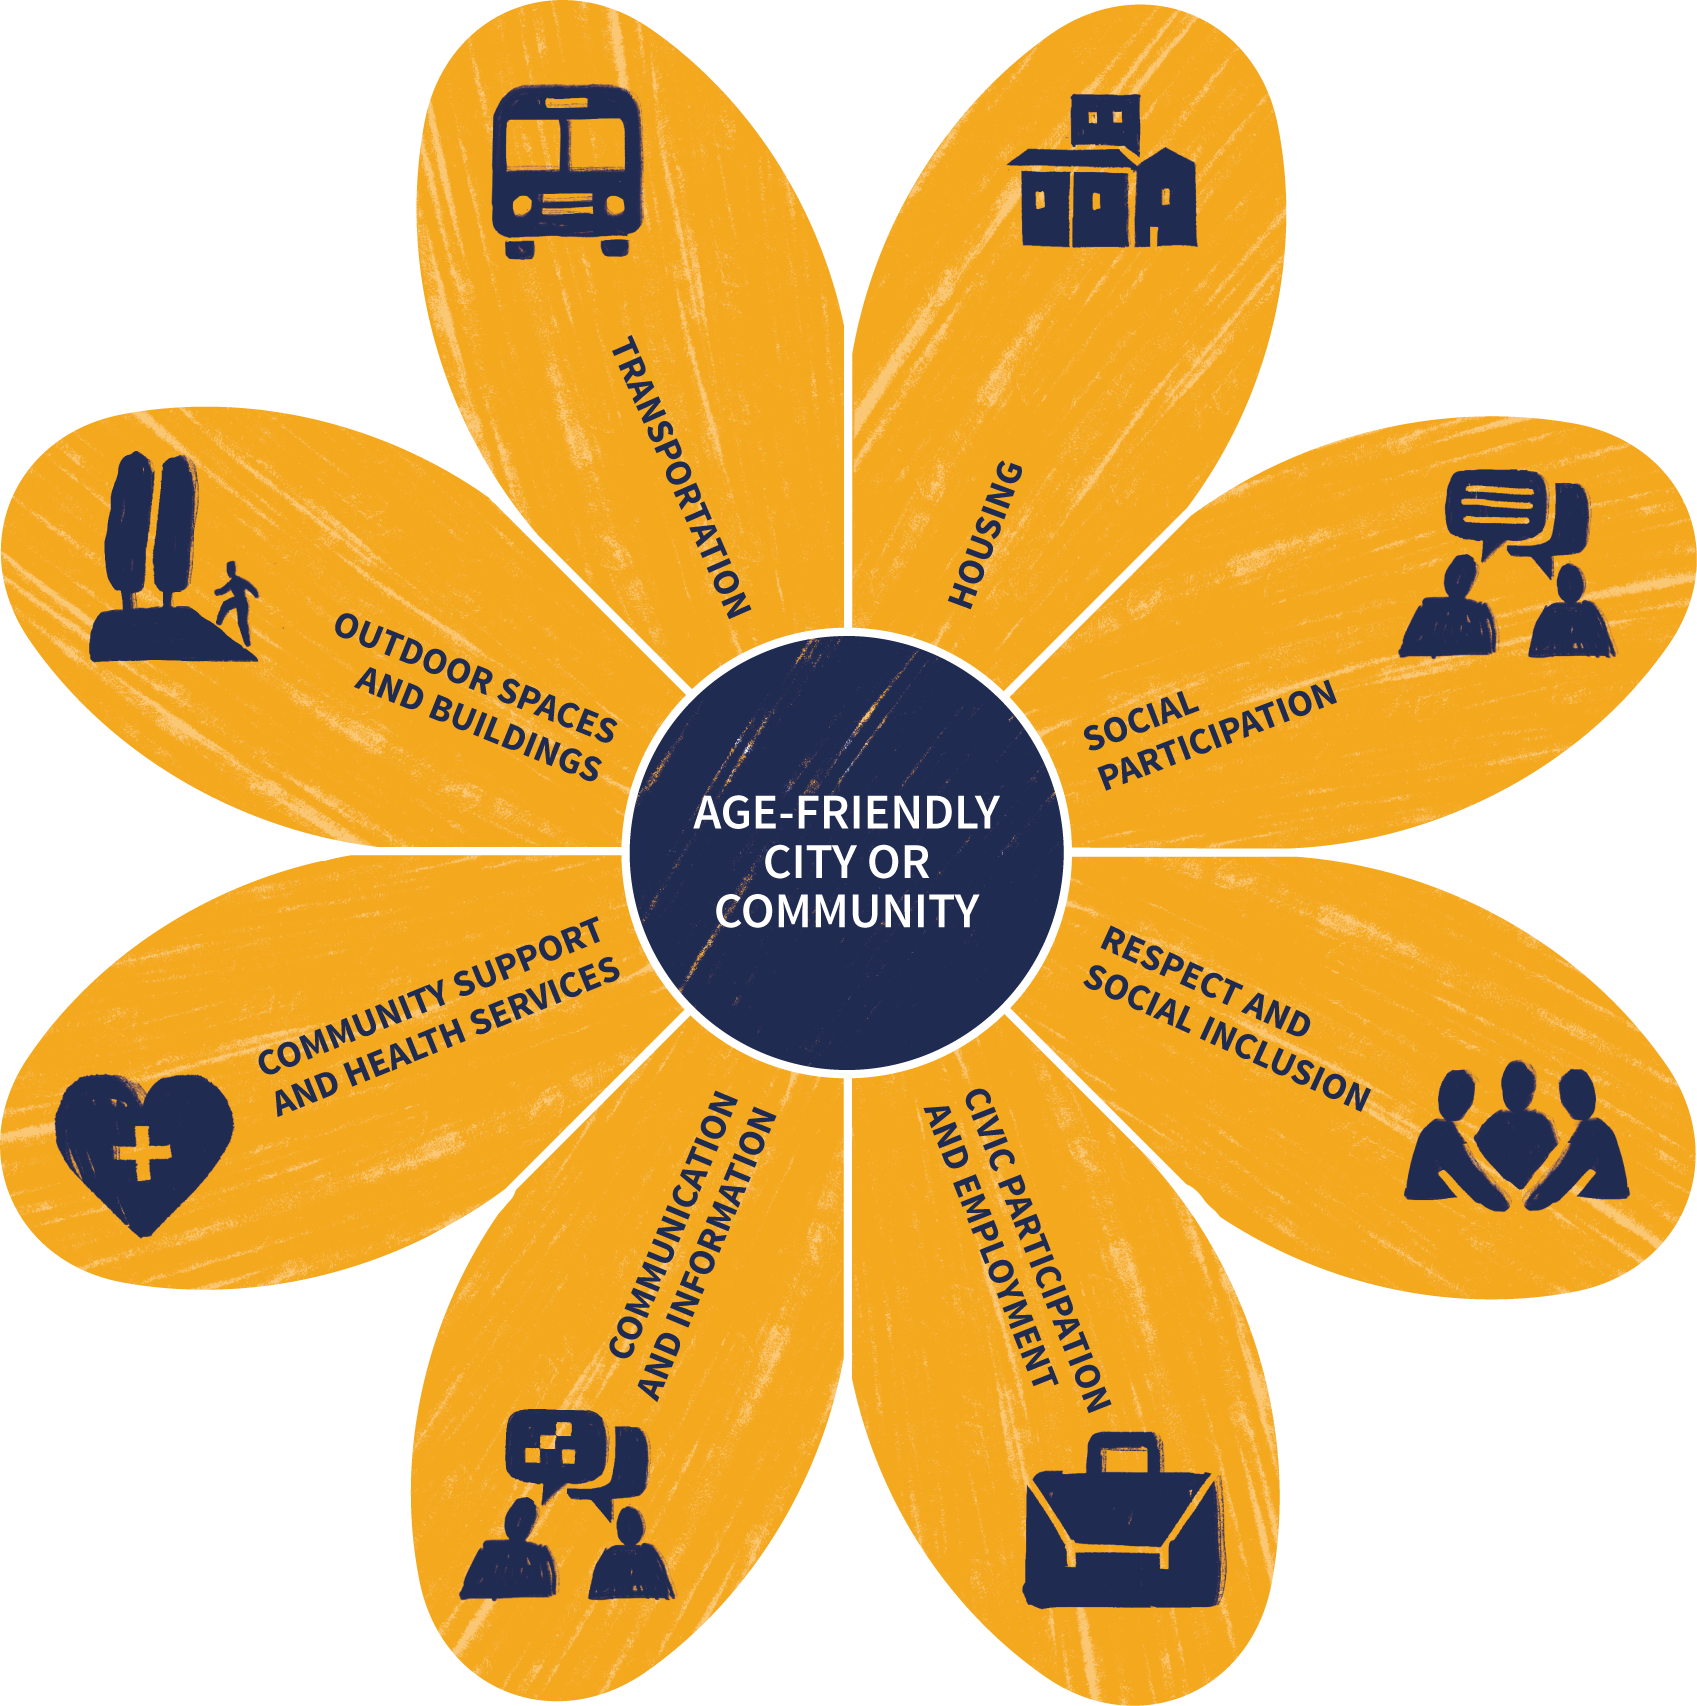 TRANSPORTATION
HOUSING
SOCIAL
PARTICIPATION
RESPECT AND
SOCIAL INCLUSION
CIVIC PARTICIPATION
AND EMPLOYMENT
COMMUNICATION
AND INFORMATION
COMMUNITY SUPPORT
AND HEALTH SERVICES
OUTDOOR SPACES
AND BUILDINGS
AGE-FRIENDLY
CITY OR
COMMUNITY